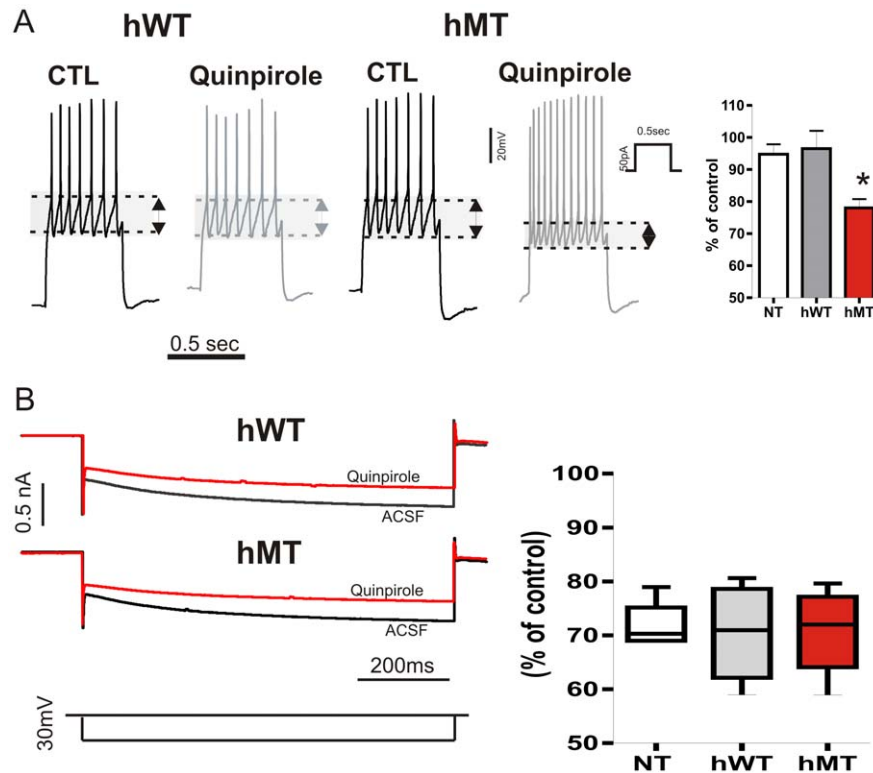 A
hWT
hMT
CTL
Quinpirole
CTL
Quinpirole
20mV
50pA
0.5sec
0.5 sec
% of control
110
100
90
80
70
60
50
*
NT
hWT
hMT
B
hWT
Quinpirole
ACSF
0.5 nA
hMT
Quinpirole
ACSF
200ms
30mV
(% of control)
100
90
80
70
60
50
NT
hWT
hMT